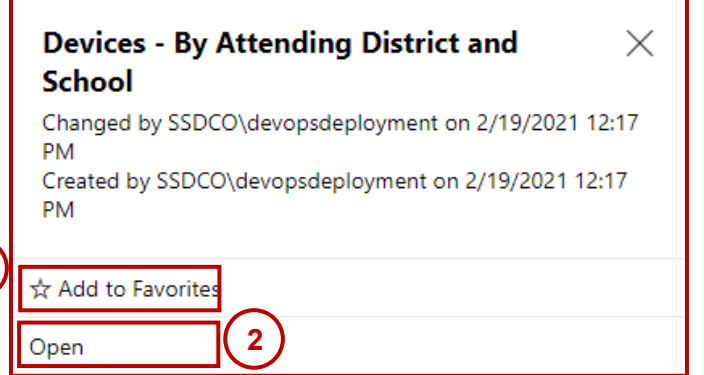 Devices - By Attending District and
School
Changed by SSDCO\devopsdeployment on 2/19/2021 12:17
PM
Created by SSDCO\devopsdeployment on 2/19/2021 12:17
PM
☆ Add to Favorites
Open
2